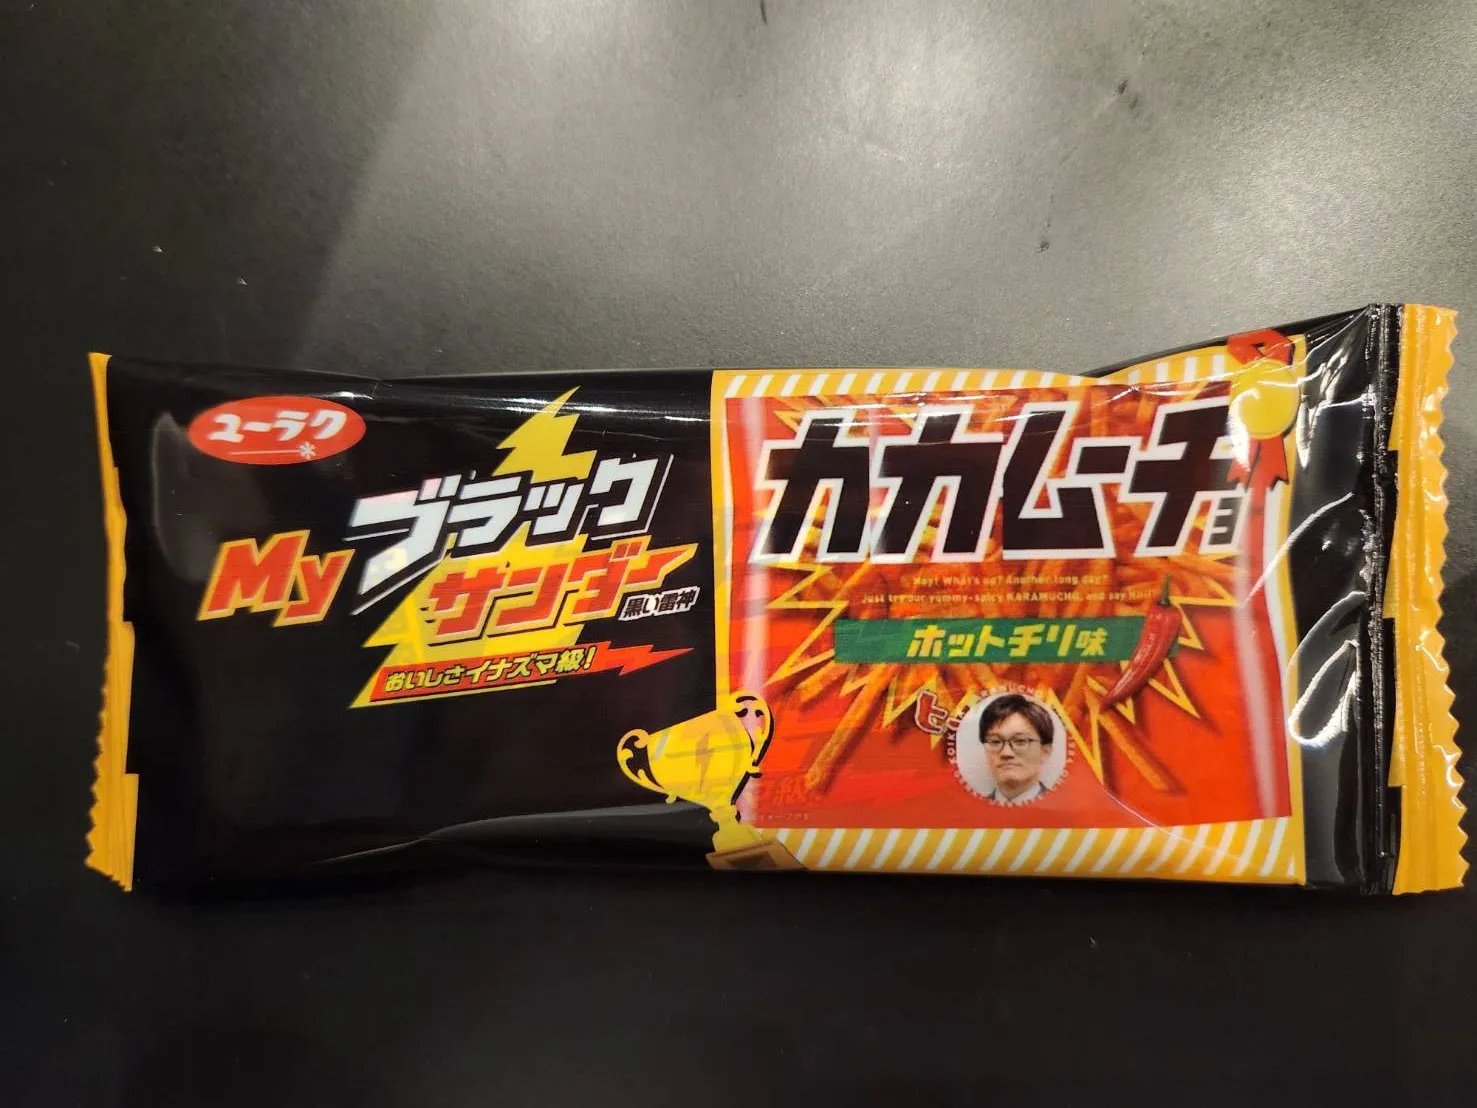 ユーラク
My ブラック
サンダー
黒い雷神
おいしさイナズマ級!
カカムーチョ
Hey! What's up? Another long day?
Just try our yummy-spicy KARAMUCHO, and say Hiii!
ホットチリ味
ヒ